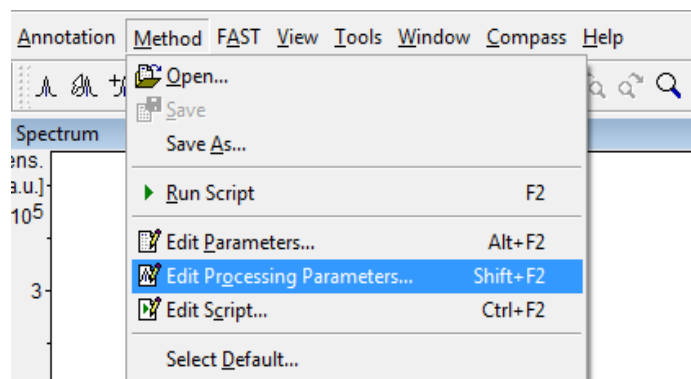 Annotation Method FAST View Tools Window Compass Help
Open...
Save
Spectrum
Save As...
ens.
a.u.]
Run Script F2
10⁵
Edit Parameters... Alt+F2
Edit Processing Parameters... Shift+F2
3
Edit Script... Ctrl+F2
Select Default...